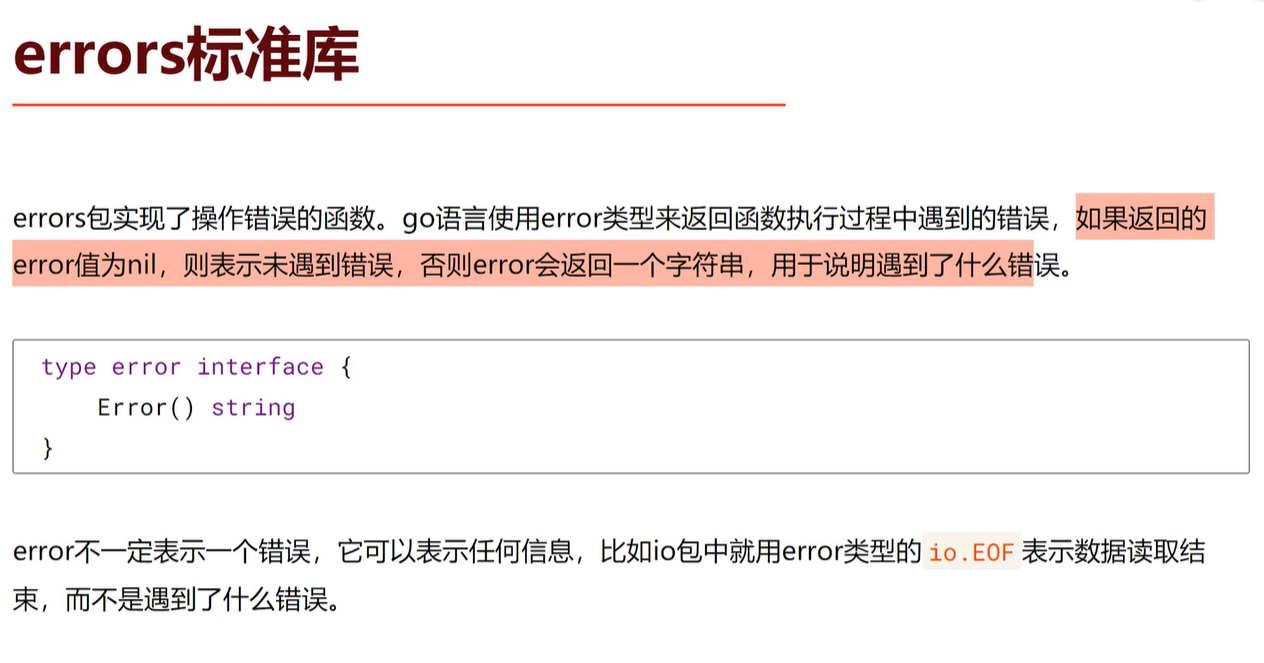 errors标准库
errors包实现了操作错误的函数。go语言使用error类型来返回函数执行过程中遇到的错误，如果返回的
error值为nil，则表示未遇到错误，否则error会返回一个字符串，用于说明遇到了什么错误。
type error interface {
    Error() string
}
error不一定表示一个错误，它可以表示任何信息，比如io包中就用error类型的 io.EOF 表示数据读取结
束，而不是遇到了什么错误。